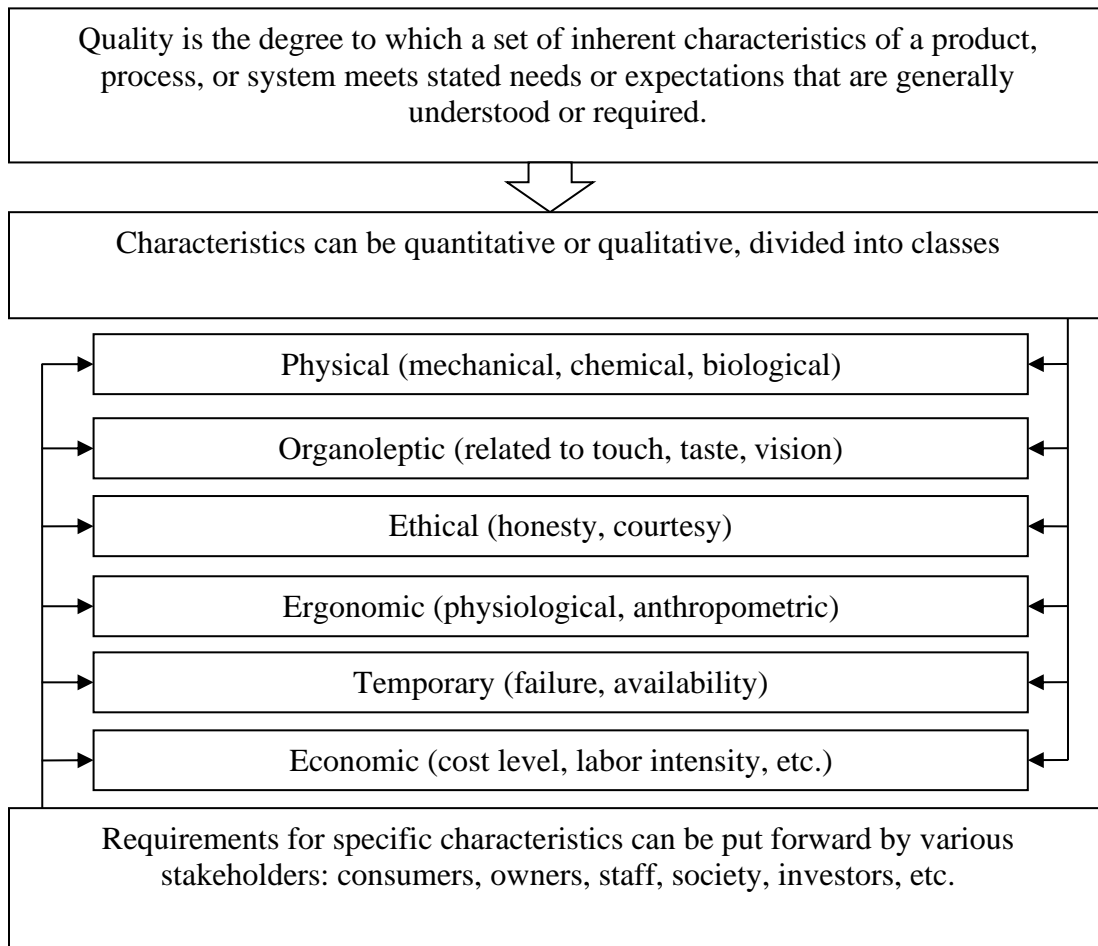 Quality is the degree to which a set of inherent characteristics of a product,
process, or system meets stated needs or expectations that are generally
understood or required.
Characteristics can be quantitative or qualitative, divided into classes
Physical (mechanical, chemical, biological)
Organoleptic (related to touch, taste, vision)
Ethical (honesty, courtesy)
Ergonomic (physiological, anthropometric)
Temporary (failure, availability)
Economic (cost level, labor intensity, etc.)
Requirements for specific characteristics can be put forward by various
stakeholders: consumers, owners, staff, society, investors, etc.